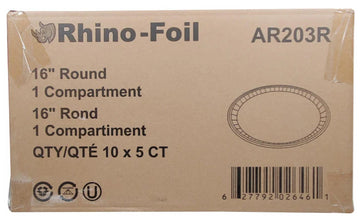 Rhino-Foil AR203R
16" Round
1 Compartment
16" Rond
1 Compartiment
QTY/QTÉ 10 x 5 CT
6 27792 02646 1